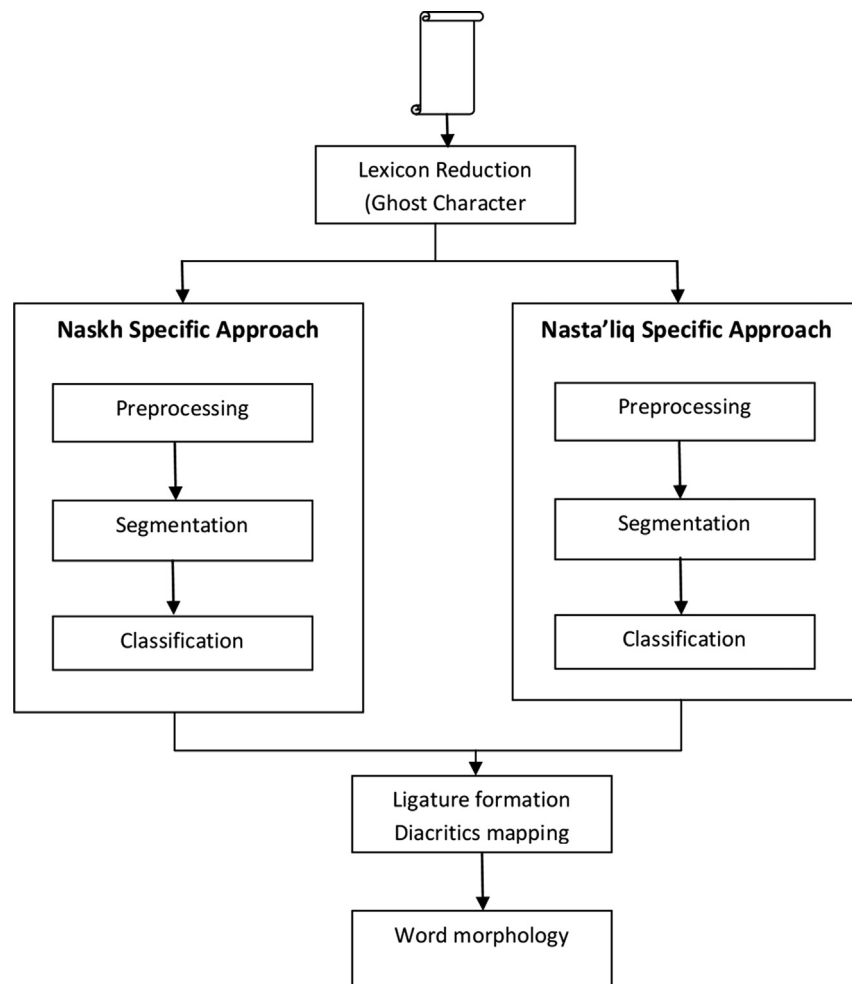 Lexicon Reduction
(Ghost Character
Naskh Specific Approach
Preprocessing
Segmentation
Classification
Nasta’liq Specific Approach
Preprocessing
Segmentation
Classification
Ligature formation
Diacritics mapping
Word morphology